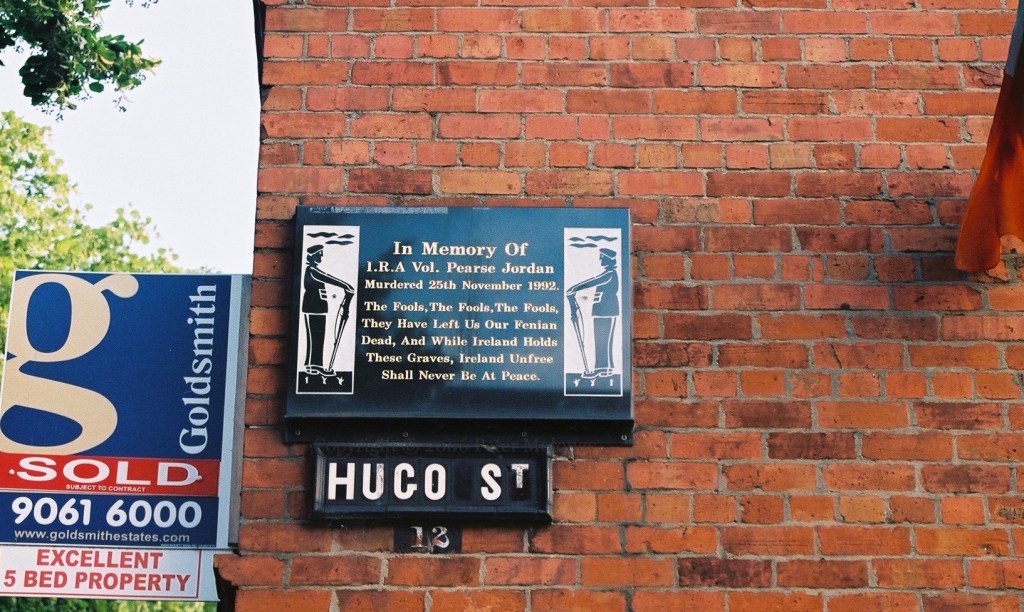 In Memory Of
I.R.A Vol. Pearse Jordan
Murdered 25th November 1992.
The Fools, The Fools, The Fools,
They Have Left Us Our Fenian
Dead, And While Ireland Holds
These Graves, Ireland Unfree
Shall Never Be At Peace.
HUGO ST
12
g
Goldsmith
SOLD
SUBJECT TO CONTRACT
9061 6000
www.goldsmithestates.com
EXCELLENT
5 BED PROPERTY